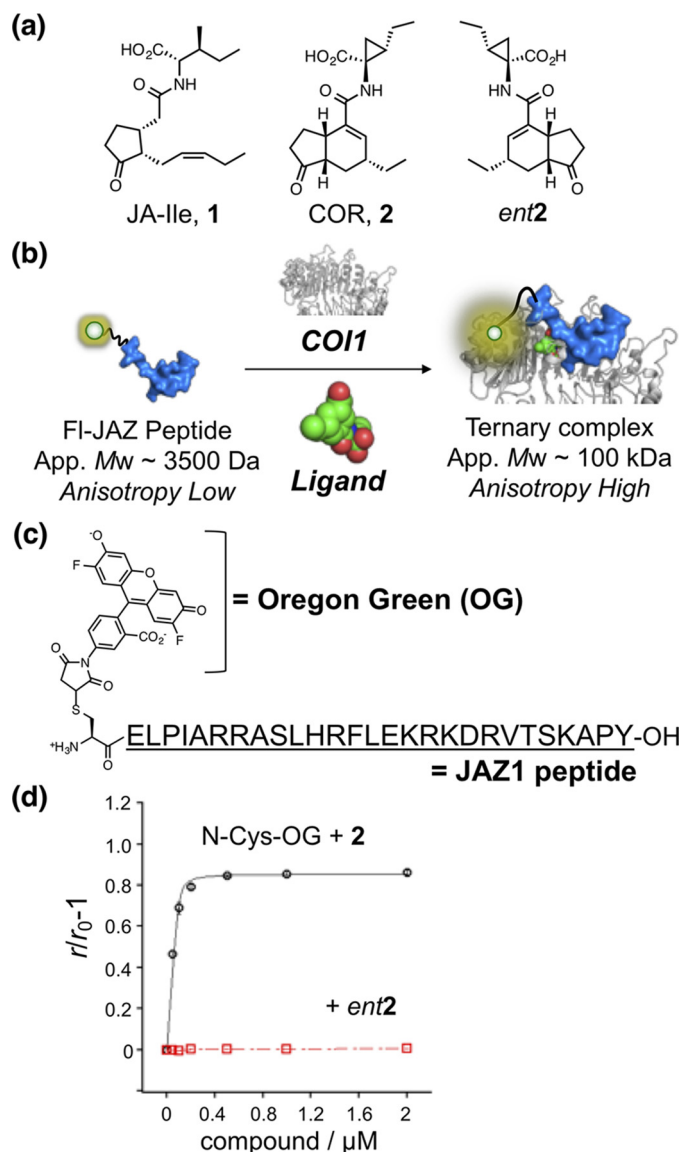 (a)
HO₂C
NH
O
O
JA-Ile, 1
HO₂C
NH
O
H
H
O
COR, 2
CO₂H
HN
O
H
H
O
ent2
(b)
COI1
Ligand
Fl-JAZ Peptide
App. Mw ~ 3500 Da
Anisotropy Low
Ternary complex
App. Mw ~ 100 kDa
Anisotropy High
(c)
⁻O
F
O
O
F
CO₂⁻
= Oregon Green (OG)
O
N
O
S
⁺H₃N
O
ELPIARRASLHRFLEKRKDRVTSKAPY-OH
= JAZ1 peptide
(d)
1.2
1.0
0.8
0.6
0.4
0.2
0
r/r₀-1
N-Cys-OG + 2
+ ent2
0 0.4 0.8 1.2 1.6 2
compound / μM